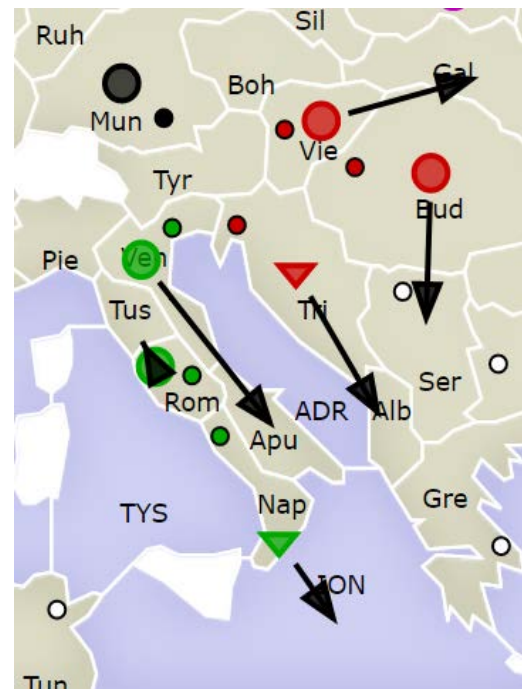 Ruh
Sil
Boh
Gal
Mun
Vie
Tyr
Bud
Ven
Pie
Tus
Tri
Ser
Rom
ADR
Alb
Apu
Gre
Nap
TYS
ION
Tun